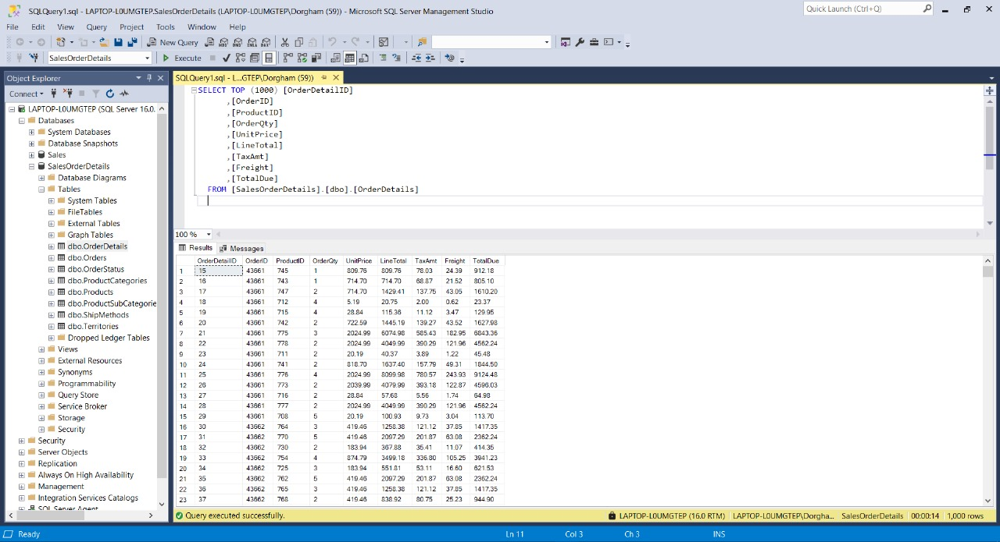 SQLQuery1.sql - LAPTOP-L0UMGTEP.SalesOrderDetails (LAPTOP-L0UMGTEP\Dorgham (59)) - Microsoft SQL Server Management Studio
Quick Launch (Ctrl+Q)
File Edit View Query Project Tools Window Help
New Query
SalesOrderDetails Execute
Object Explorer
Connect
LAPTOP-L0UMGTEP (SQL Server 16.0.
Databases
System Databases
Database Snapshots
Sales
SalesOrderDetails
Database Diagrams
Tables
System Tables
FileTables
External Tables
Graph Tables
dbo.OrderDetails
dbo.Orders
dbo.OrderStatus
dbo.ProductCategories
dbo.Products
dbo.ProductSubCategorie
dbo.ShipMethods
dbo.Territories
Dropped Ledger Tables
Views
External Resources
Synonyms
Programmability
Query Store
Service Broker
Storage
Security
Security
Server Objects
Replication
Always On High Availability
Management
Integration Services Catalogs
SQL Server Agent
SQLQuery1.sql - L...GTEP\Dorgham (59))
SELECT TOP (1000) [OrderDetailID]
,[OrderID]
,[ProductID]
,[OrderQty]
,[UnitPrice]
,[LineTotal]
,[TaxAmt]
,[Freight]
,[TotalDue]
FROM [SalesOrderDetails].[dbo].[OrderDetails]
100 %
Results Messages
OrderDetailID OrderID ProductID OrderQty UnitPrice LineTotal TaxAmt Freight TotalDue
1 15 43661 745 1 809.76 809.76 78.03 24.39 912.18
2 16 43661 743 1 714.70 714.70 68.87 21.52 805.10
3 17 43661 747 2 714.70 1429.41 137.75 43.05 1610.20
4 18 43661 712 4 5.19 20.75 2.00 0.62 23.37
5 19 43661 715 4 28.84 115.36 11.12 3.47 129.95
6 20 43661 742 2 722.59 1445.19 139.27 43.52 1627.98
7 21 43661 775 3 2024.99 6074.98 585.43 182.95 6843.36
8 22 43661 778 2 2024.99 4049.99 390.29 121.96 4562.24
9 23 43661 711 2 20.19 40.37 3.89 1.22 45.48
10 24 43661 741 2 818.70 1637.40 157.79 49.31 1844.50
11 25 43661 776 4 2024.99 8099.98 780.57 243.93 9124.48
12 26 43661 773 2 2039.99 4079.99 393.18 122.87 4596.03
13 27 43661 716 2 28.84 57.68 5.56 1.74 64.98
14 28 43661 777 2 2024.99 4049.99 390.29 121.96 4562.24
15 29 43661 708 5 20.19 100.93 9.73 3.04 113.70
16 30 43662 764 3 419.46 1258.38 121.12 37.85 1417.35
17 31 43662 770 5 419.46 2097.29 201.87 63.08 2362.24
18 32 43662 730 2 183.94 367.88 35.41 11.07 414.35
19 33 43662 754 4 874.79 3499.18 336.80 105.25 3941.23
20 34 43662 725 3 183.94 551.81 53.11 16.60 621.53
21 35 43662 762 5 419.46 2097.29 201.87 63.08 2362.24
22 36 43662 765 3 419.46 1258.38 121.12 37.85 1417.35
23 37 43662 768 2 419.46 838.92 80.75 25.23 944.90
Query executed successfully. LAPTOP-L0UMGTEP (16.0 RTM) LAPTOP-L0UMGTEP\Dorgha... SalesOrderDetails 00:00:14 1,000 rows
Ready Ln 11 Col 3 Ch 3 INS